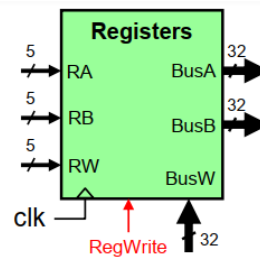 Registers
5 32
RA BusA
5 32
RB BusB
5
RW BusW
clk
RegWrite 32